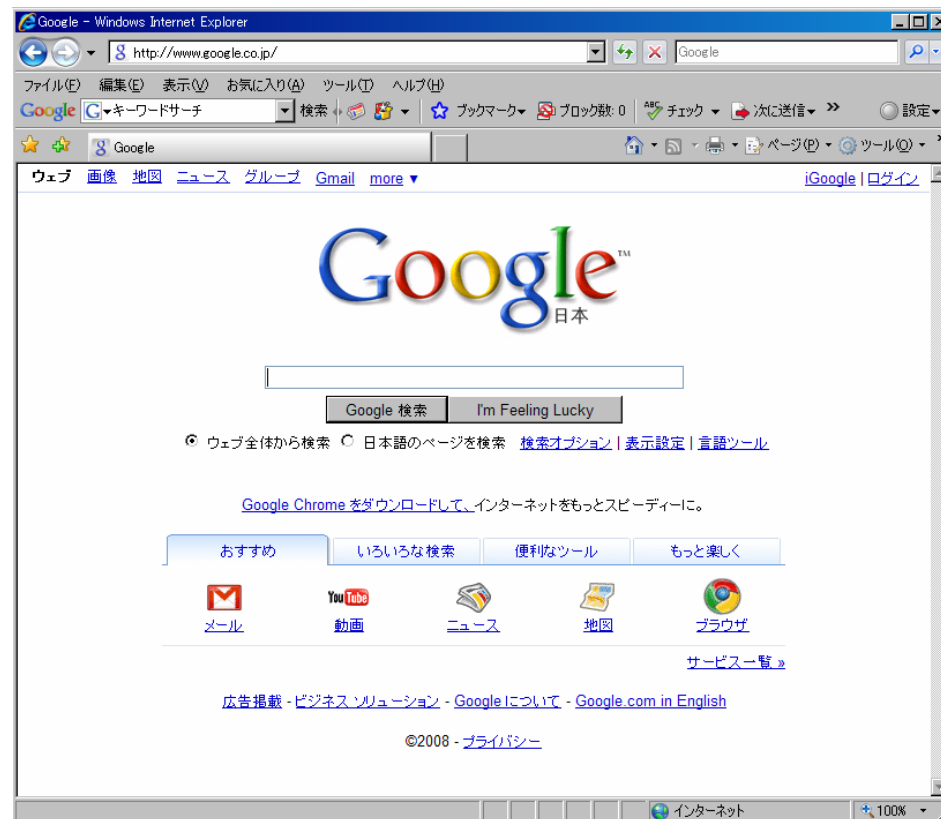 Google - Windows Internet Explorer
http://www.google.co.jp/ Google
ファイル(F) 編集(E) 表示(V) お気に入り(A) ツール(T) ヘルプ(H)
Google G キーワードサーチ 検索 ブックマーク ブロック数: 0 ABC チェック 次に送信 » 設定
Google ページ(P) ツール(O) »
ウェブ 画像 地図 ニュース グループ Gmail more ▼ iGoogle | ログイン
Google™
日本
Google 検索 I'm Feeling Lucky
ウェブ全体から検索 日本語のページを検索 検索オプション | 表示設定 | 言語ツール
Google Chrome をダウンロードして、インターネットをもっとスピーディーに。
おすすめ いろいろな検索 便利なツール もっと楽しく
You Tube
メール 動画 ニュース 地図 ブラウザ
サービス一覧 »
広告掲載 - ビジネス ソリューション - Google について - Google.com in English
©2008 - プライバシー
インターネット 100%